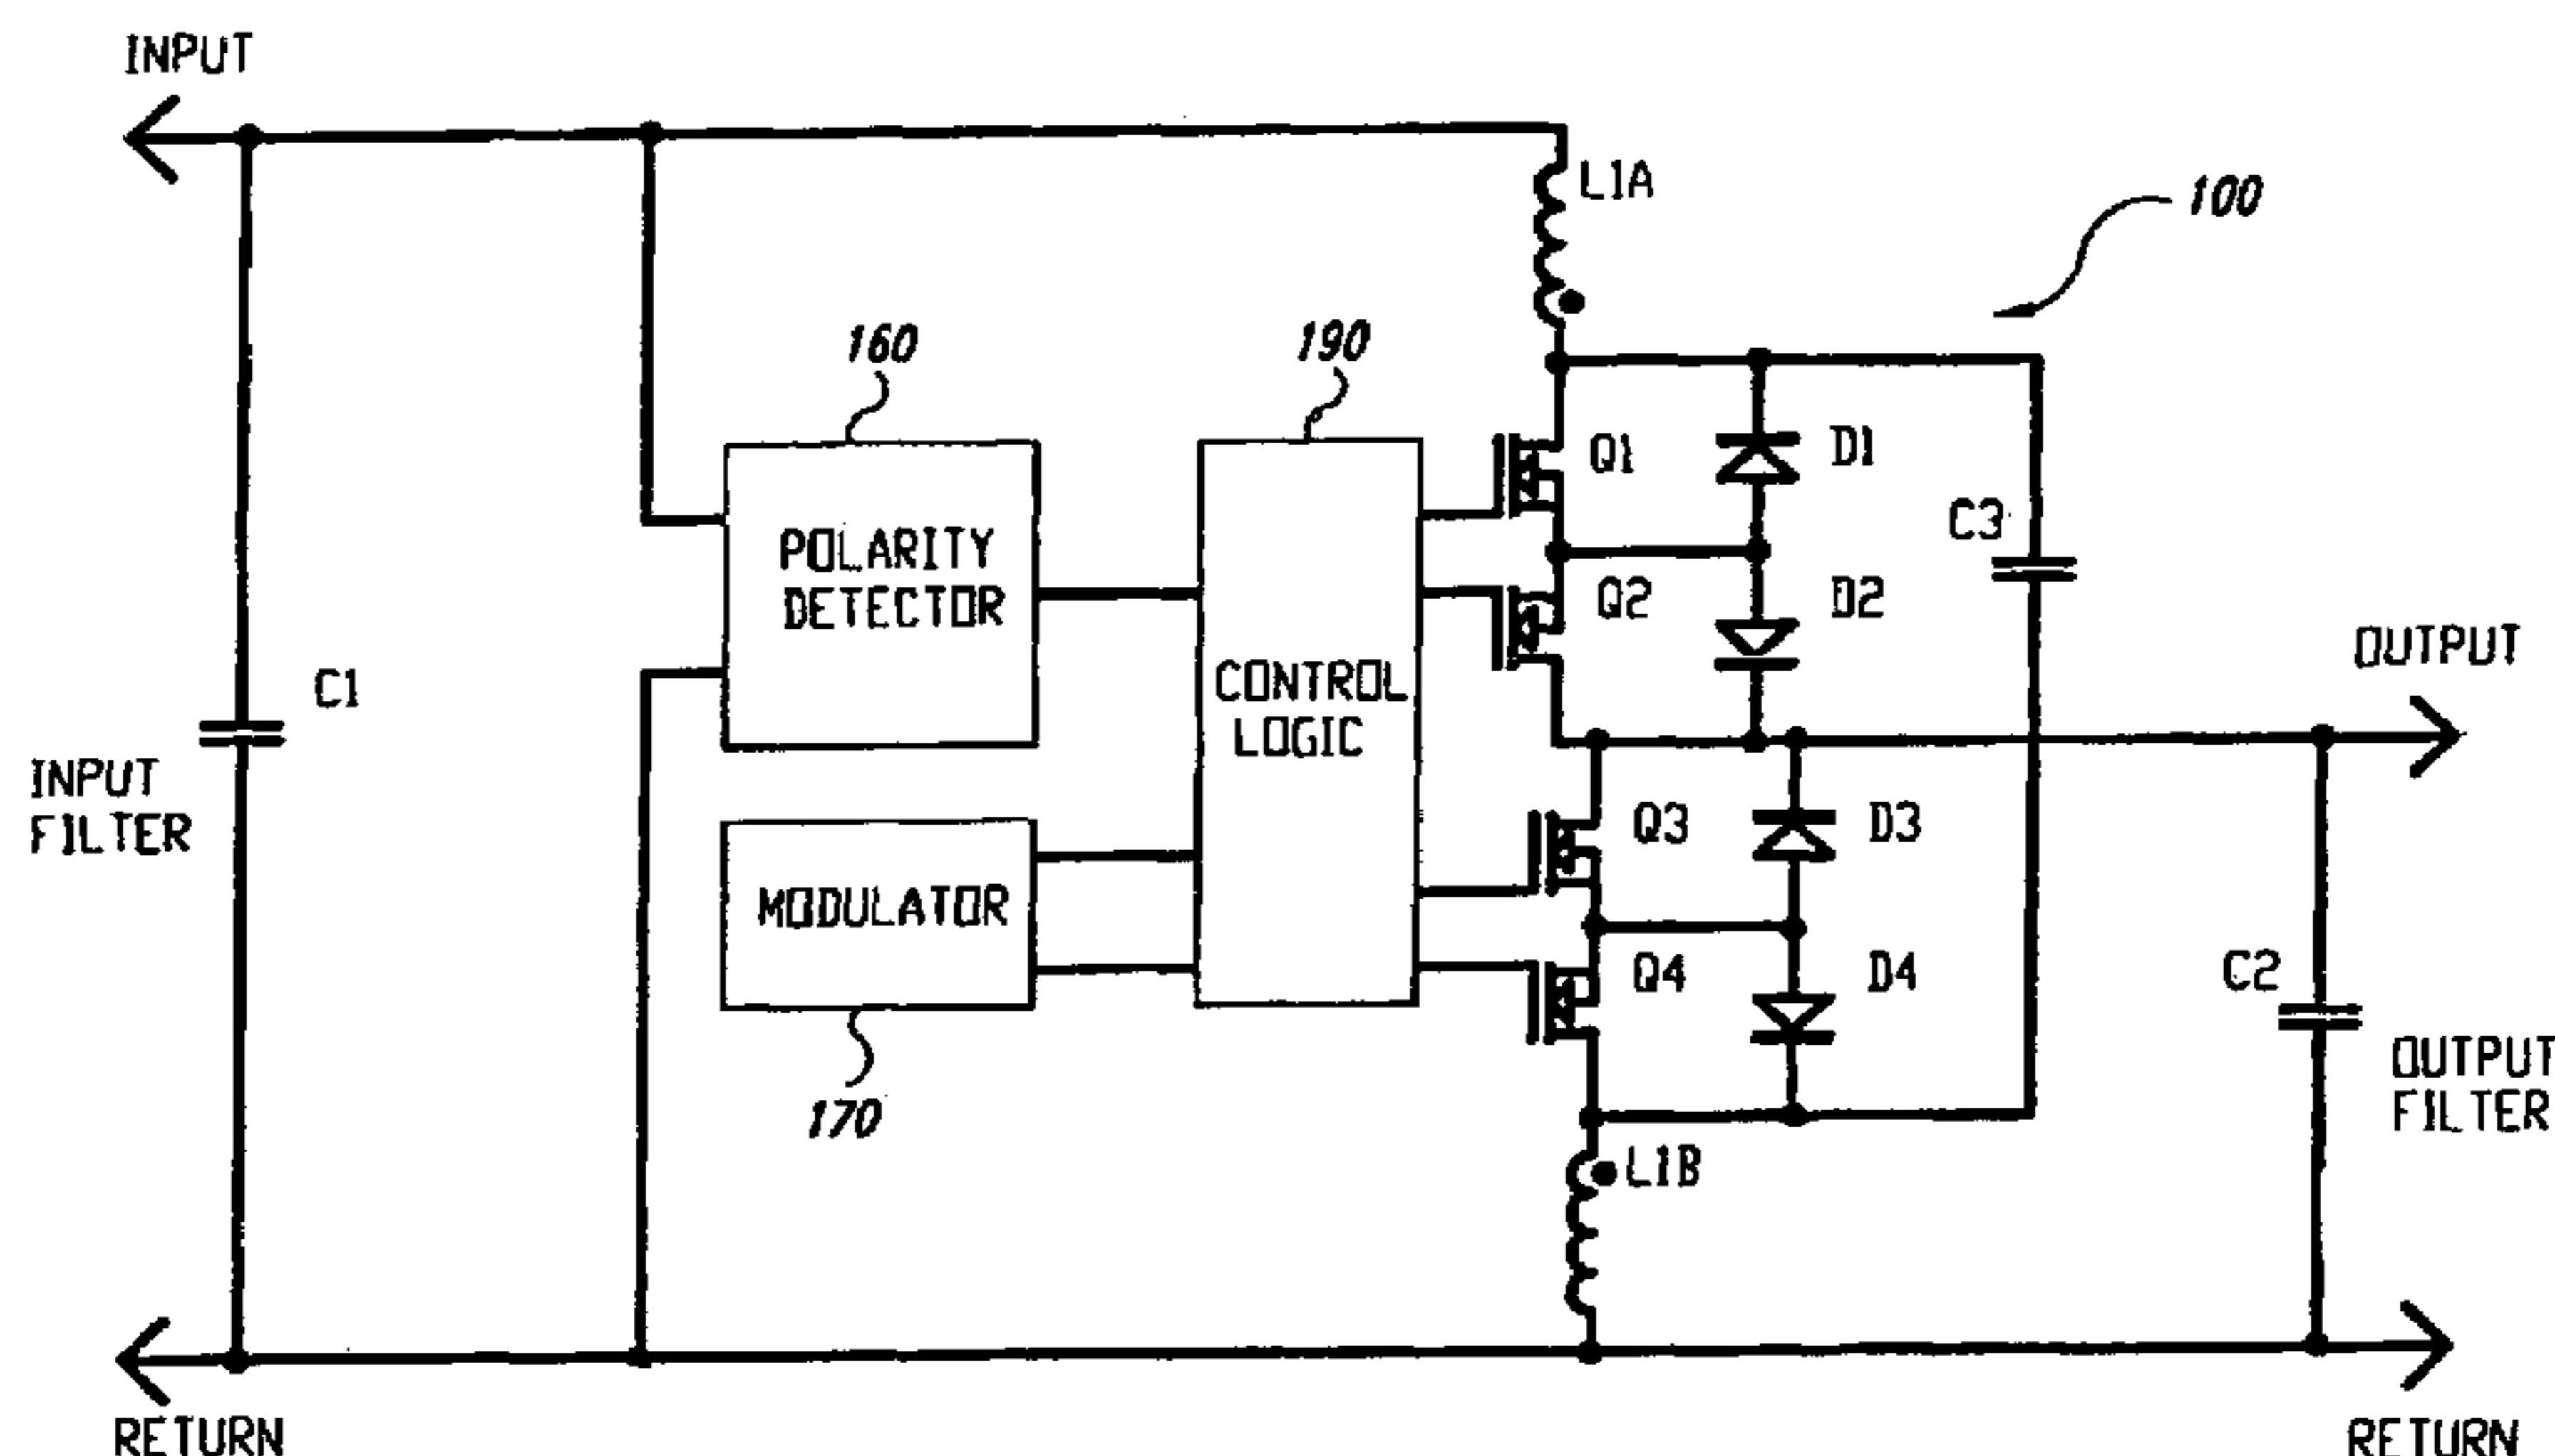 INPUT
L1A
100
160
190
Q1
D1
C3
POLARITY
DETECTOR
Q2
D2
OUTPUT
C1
CONTROL
LOGIC
INPUT
FILTER
Q3
D3
MODULATOR
Q4
D4
C2
OUTPUT
FILTER
170
L1B
RETURN
RETURN